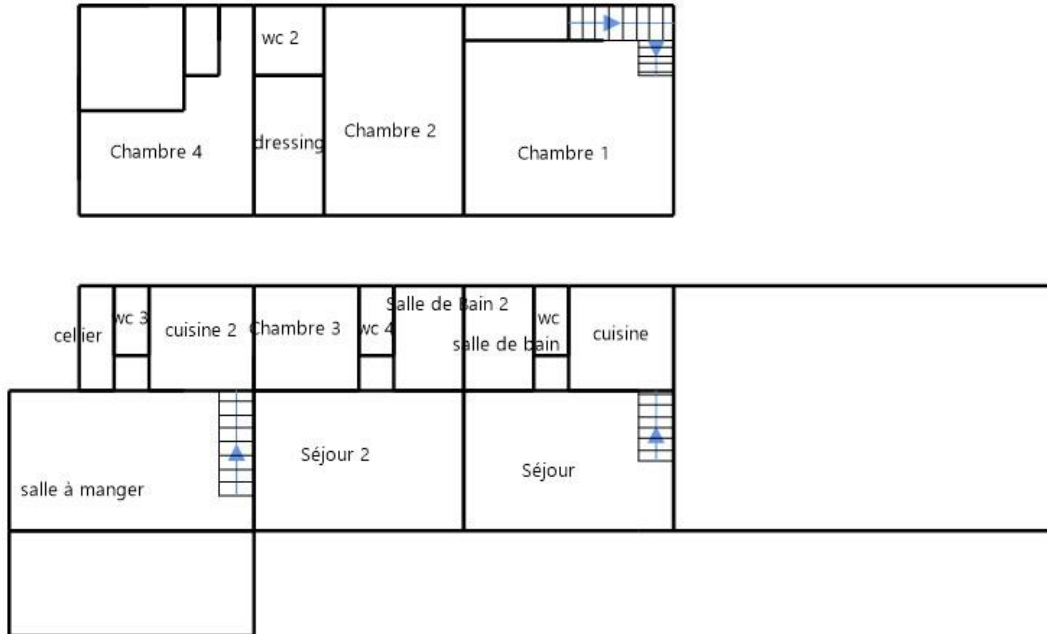 wc 2
Chambre 4
dressing
Chambre 2
Chambre 1
cellier
wc 3
cuisine 2
Chambre 3
wc 4
Salle de Bain 2
salle de bain
wc
cuisine
salle à manger
Séjour 2
Séjour